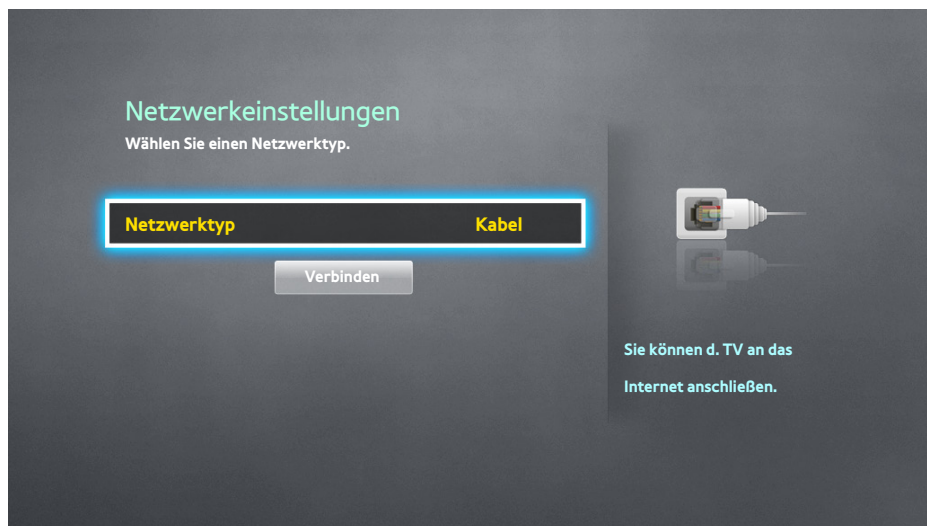 Netzwerkeinstellungen
Wählen Sie einen Netzwerktyp.
Netzwerktyp Kabel
Verbinden
Sie können d. TV an das
Internet anschließen.